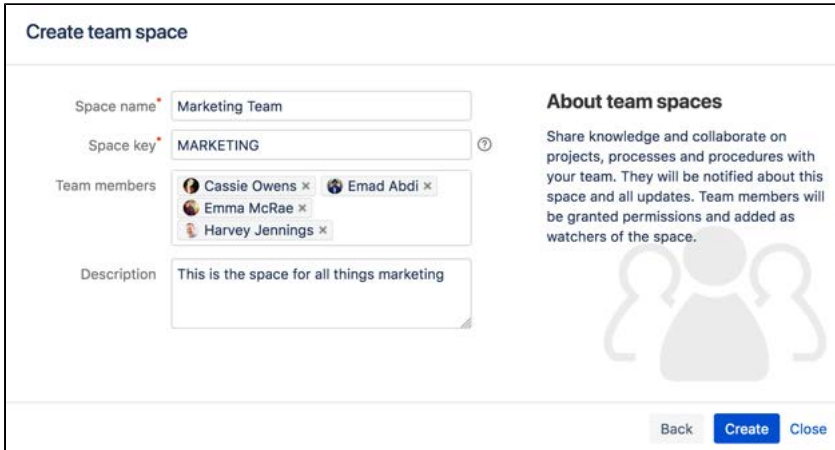 Create team space
Space name* Marketing Team
Space key* MARKETING
Team members Cassie Owens × Emad Abdi ×
Emma McRae ×
Harvey Jennings ×
Description This is the space for all things marketing
About team spaces
Share knowledge and collaborate on
projects, processes and procedures with
your team. They will be notified about this
space and all updates. Team members will
be granted permissions and added as
watchers of the space.
Back Create Close